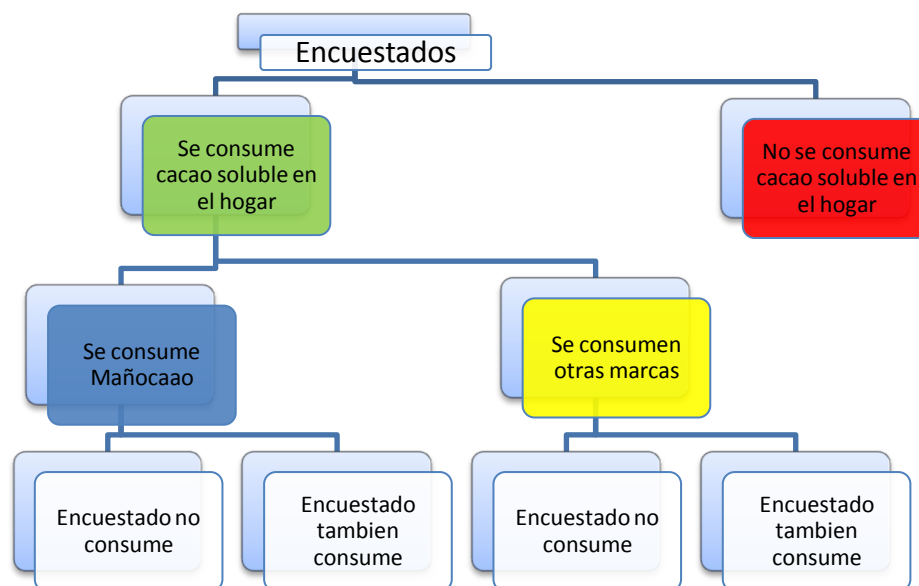 Encuestados
Se consume
cacao soluble en
el hogar
No se consume
cacao soluble en
el hogar
Se consume
Mañocaao
Se consumen
otras marcas
Encuestado no
consume
Encuestado
tambien
consume
Encuestado no
consume
Encuestado
tambien
consume